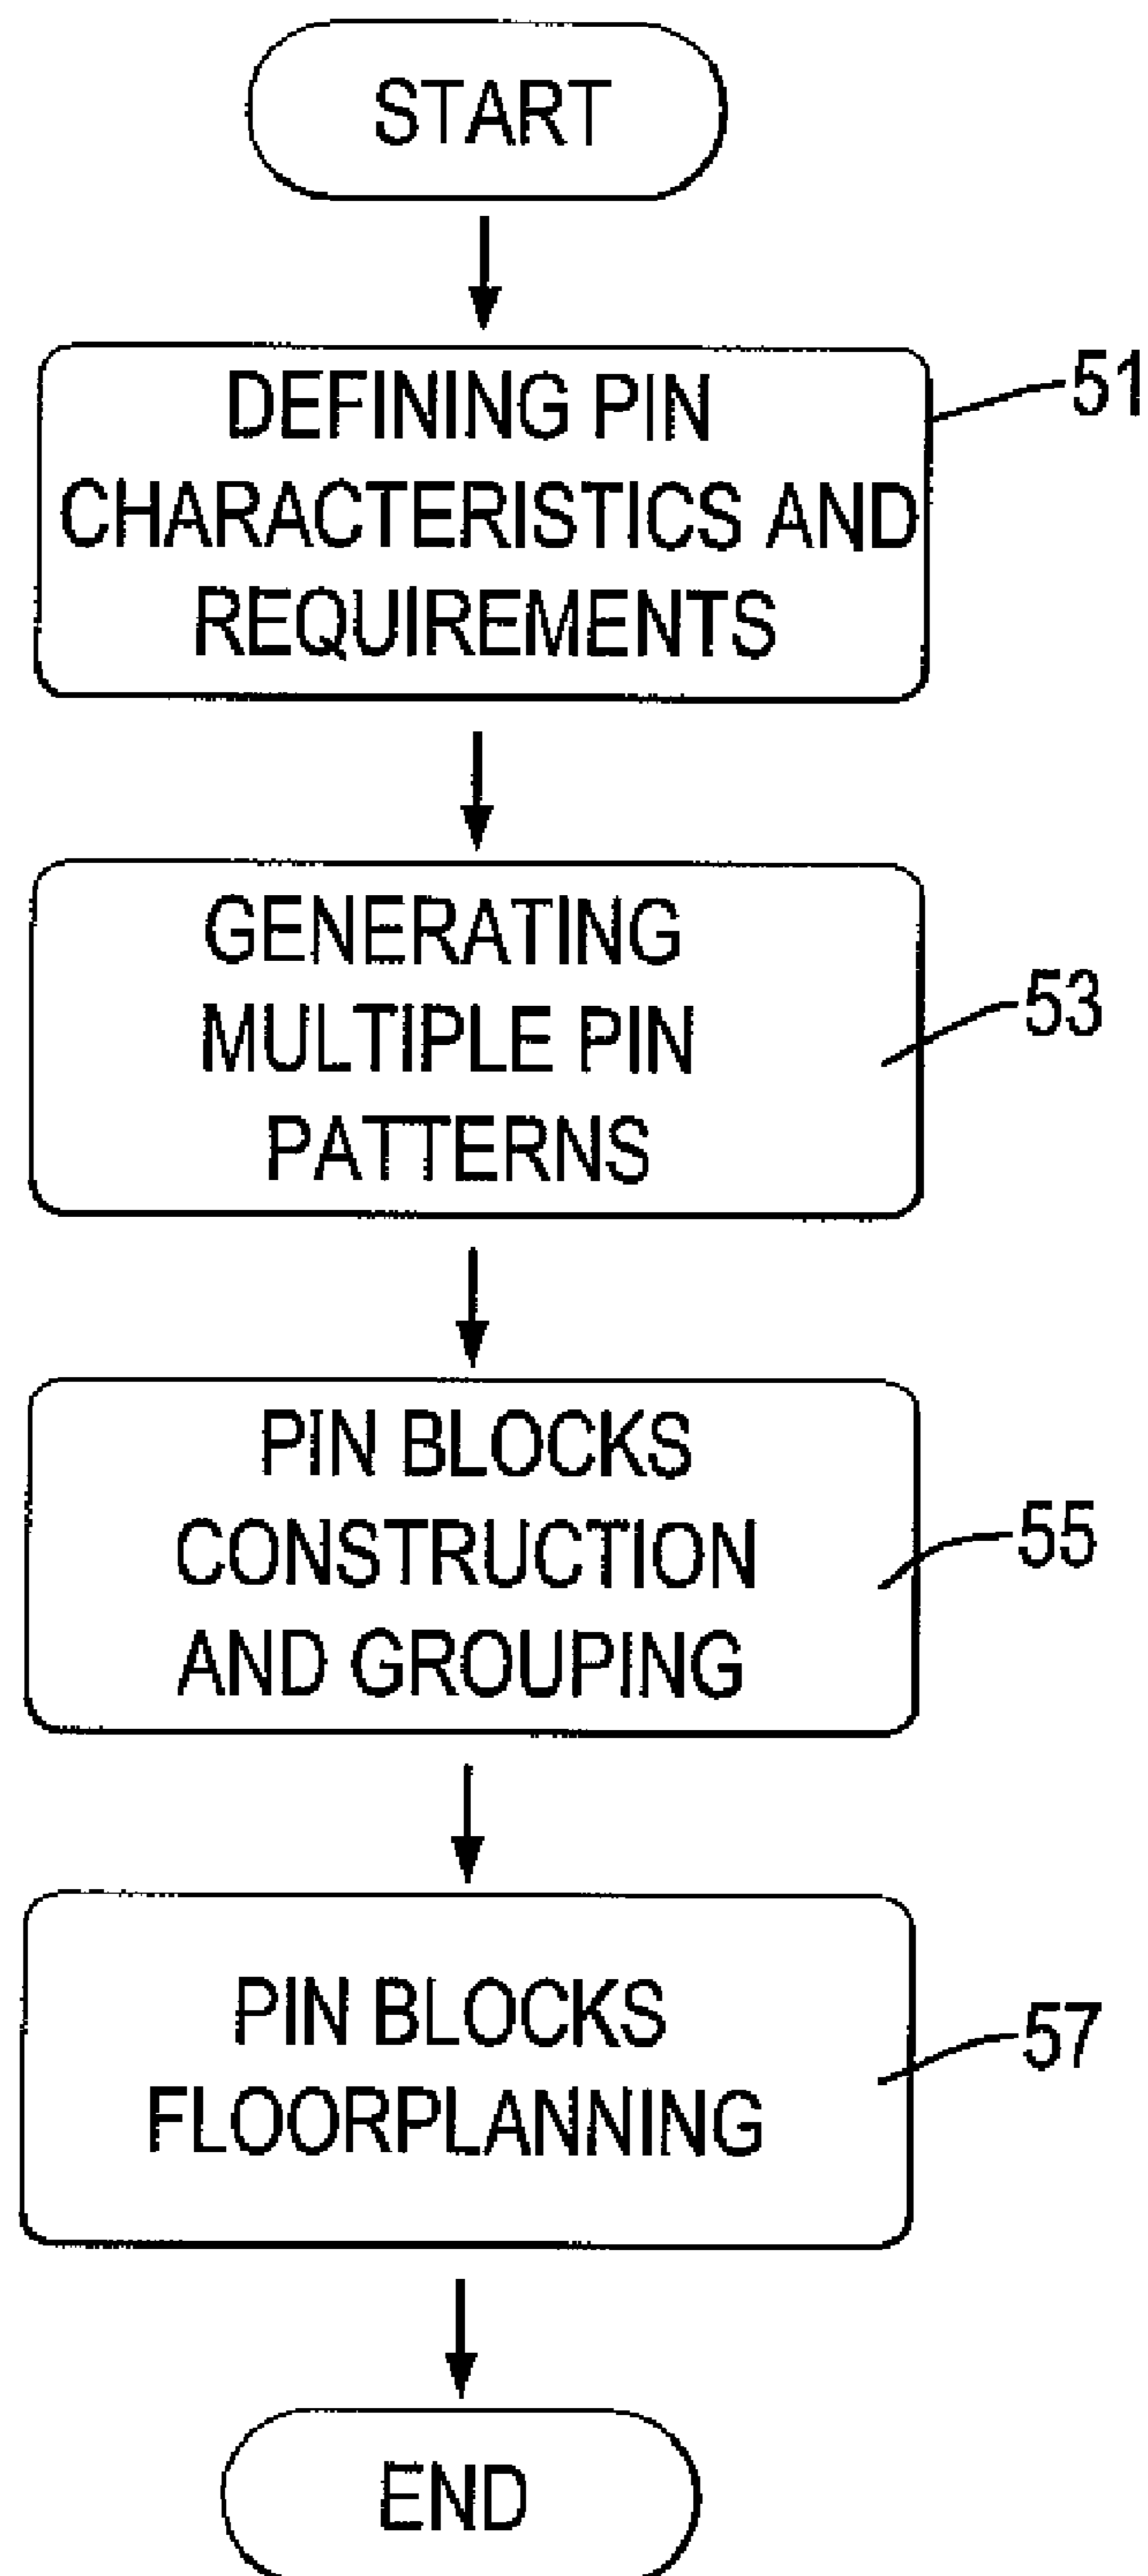 START
DEFINING PIN
CHARACTERISTICS AND
REQUIREMENTS
51
GENERATING
MULTIPLE PIN
PATTERNS
53
PIN BLOCKS
CONSTRUCTION
AND GROUPING
55
PIN BLOCKS
FLOORPLANNING
57
END